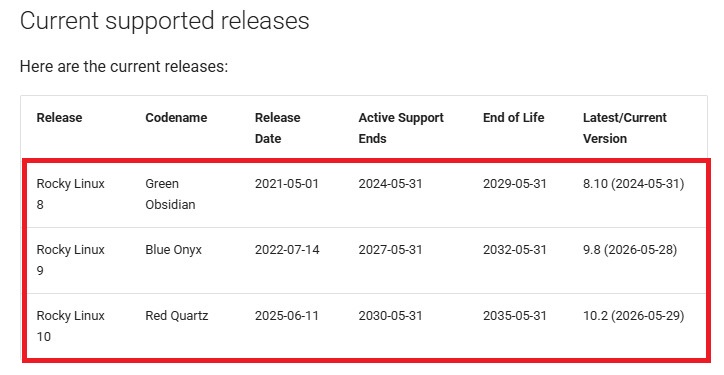 Current supported releases
Here are the current releases:
Release Codename Release Date Active Support Ends End of Life Latest/Current Version
Rocky Linux 8 Green Obsidian 2021-05-01 2024-05-31 2029-05-31 8.10 (2024-05-31)
Rocky Linux 9 Blue Onyx 2022-07-14 2027-05-31 2032-05-31 9.8 (2026-05-28)
Rocky Linux 10 Red Quartz 2025-06-11 2030-05-31 2035-05-31 10.2 (2026-05-29)